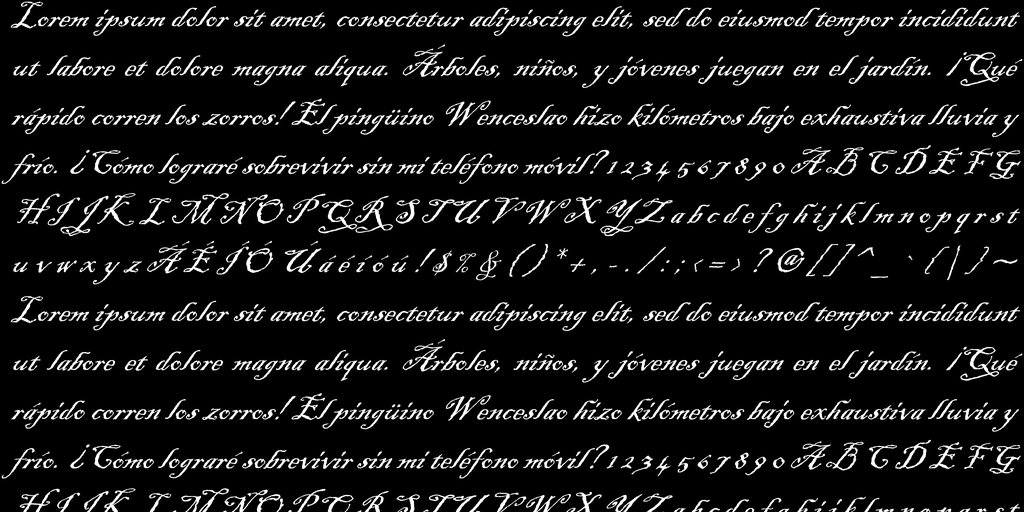 Lorem ipsum dolor sit amet, consectetur adipiscing elit, sed do eiusmod tempor incididunt
ut labore et dolore magna aliqua. Árboles, niños, y jóvenes juegan en el jardín. ¡Qué
rápido corren los zorros! El pingüino Wenceslao hizo kilómetros bajo exhaustiva lluvia y
frío. ¿Cómo lograré sobrevivir sin mi teléfono móvil? 1 2 3 4 5 6 7 8 9 0 A B C D E F G
H I J K L M N O P Q R S T U V W X Y Z a b c d e f g h i j k l m n o p q r s t
u v w x y z Á É Í Ó Ú á é í ó ú ! $ % & ( ) * + , - . / : ; < = > ? @ [ ] ^ _ ` { | } ~
Lorem ipsum dolor sit amet, consectetur adipiscing elit, sed do eiusmod tempor incididunt
ut labore et dolore magna aliqua. Árboles, niños, y jóvenes juegan en el jardín. ¡Qué
rápido corren los zorros! El pingüino Wenceslao hizo kilómetros bajo exhaustiva lluvia y
frío. ¿Cómo lograré sobrevivir sin mi teléfono móvil? 1 2 3 4 5 6 7 8 9 0 A B C D E F G
H I J K L M N O P Q R S T U V W X Y Z a b c d e f g h i j k l m n o p q r s t